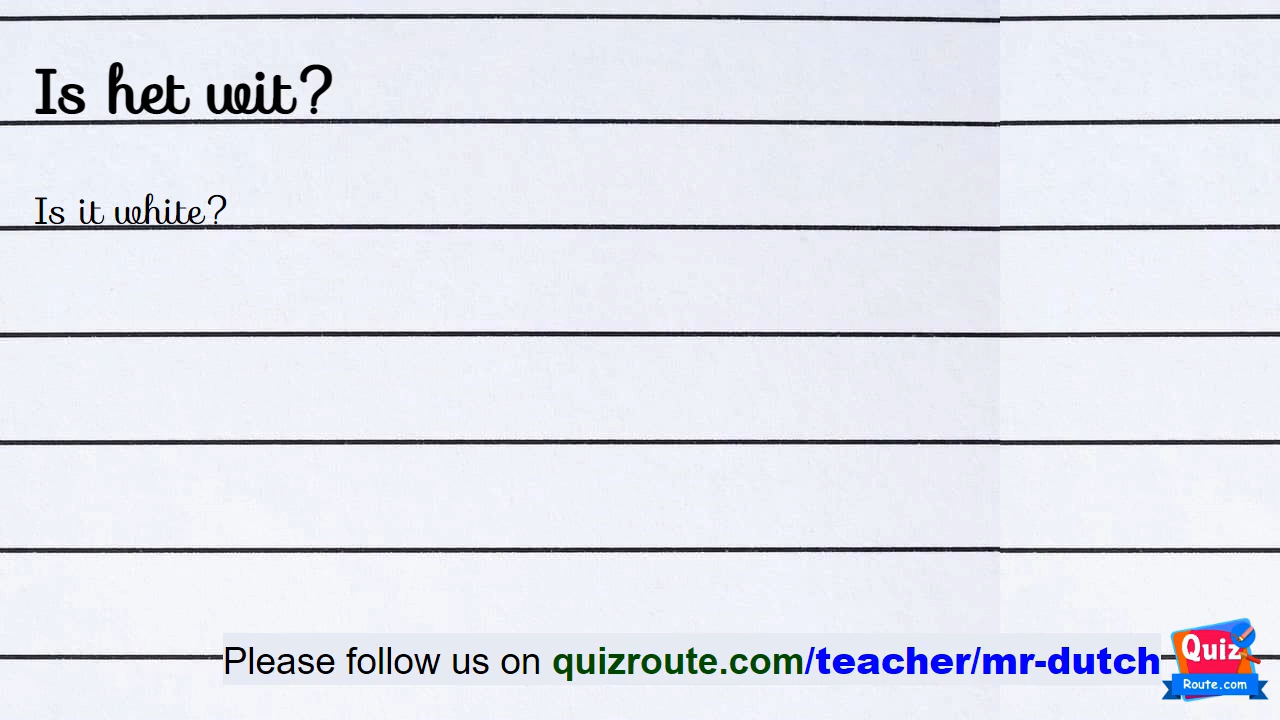 Is het wit?
Is it white?
Please follow us on quizroute.com/teacher/mr-dutch
Quiz
Route.com